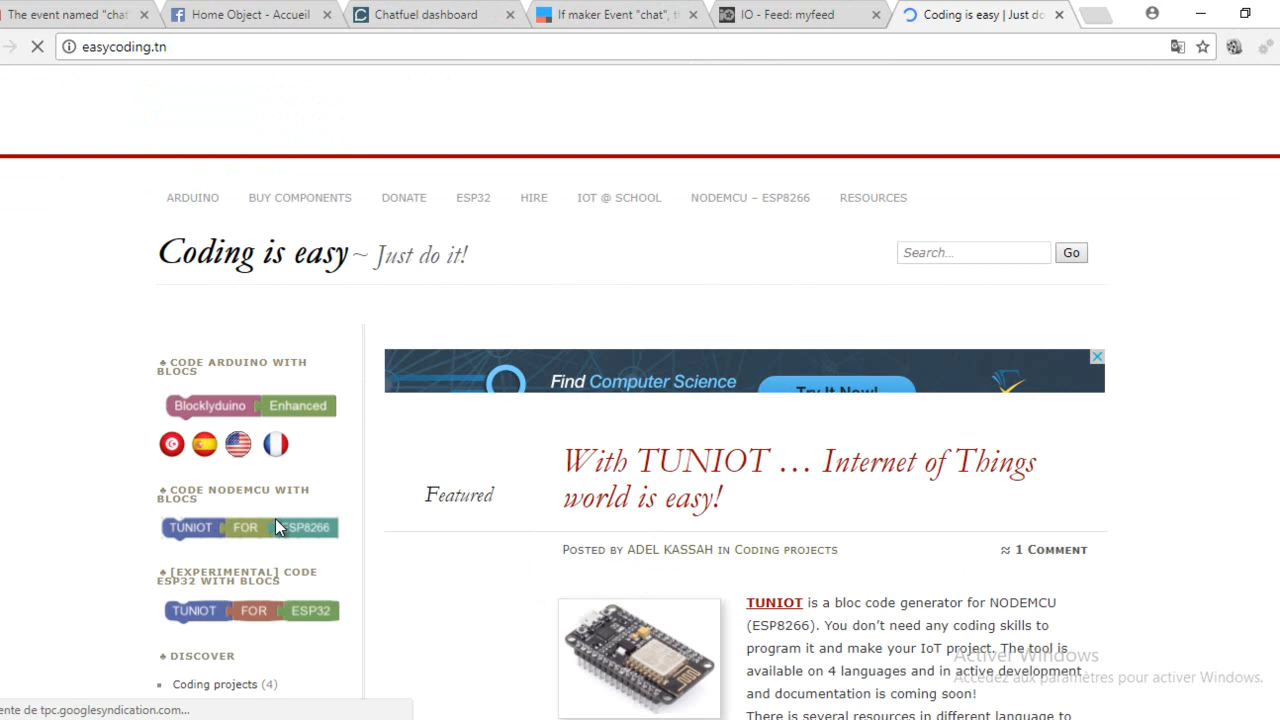 The event named "chat"
Home Object - Accueil
Chatfuel dashboard
If maker Event "chat", t
IO - Feed: myfeed
Coding is easy | Just do
easycoding.tn
ARDUINO
BUY COMPONENTS
DONATE
ESP32
HIRE
IOT @ SCHOOL
NODEMCU – ESP8266
RESOURCES
Coding is easy ~ Just do it!
Search...
Go
♣ CODE ARDUINO WITH
BLOCS
Blocklyduino Enhanced
♣ CODE NODEMCU WITH
BLOCS
TUNIOT FOR ESP8266
♣ [EXPERIMENTAL] CODE
ESP32 WITH BLOCS
TUNIOT FOR ESP32
♣ DISCOVER
Coding projects (4)
Find Computer Science
Try It Now!
With TUNIOT … Internet of Things
world is easy!
Featured
POSTED BY ADEL KASSAH IN CODING PROJECTS
≈ 1 COMMENT
TUNIOT is a bloc code generator for NODEMCU
(ESP8266). You don't need any coding skills to
program it and make your IoT project. The tool is
available on 4 languages and in active development
and documentation is coming soon!
There is several resources in different language to
Activer Windows
Accédez aux paramètres pour activer Windows.
ente de tpc.googlesyndication.com...